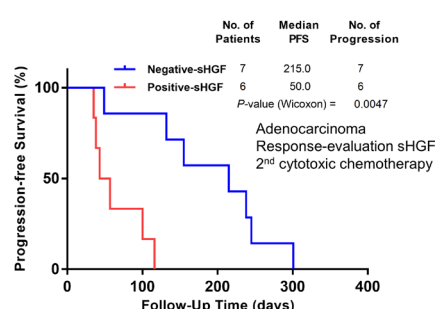 No. of Patients Median PFS No. of Progression
Negative-sHGF 7 215.0 7
Positive-sHGF 6 50.0 6
P-value (Wicoxon) = 0.0047
Adenocarcinoma
Response-evaluation sHGF
2nd cytotoxic chemotherapy
Progression-free Survival (%)
100
50
0
0 100 200 300 400
Follow-Up Time (days)